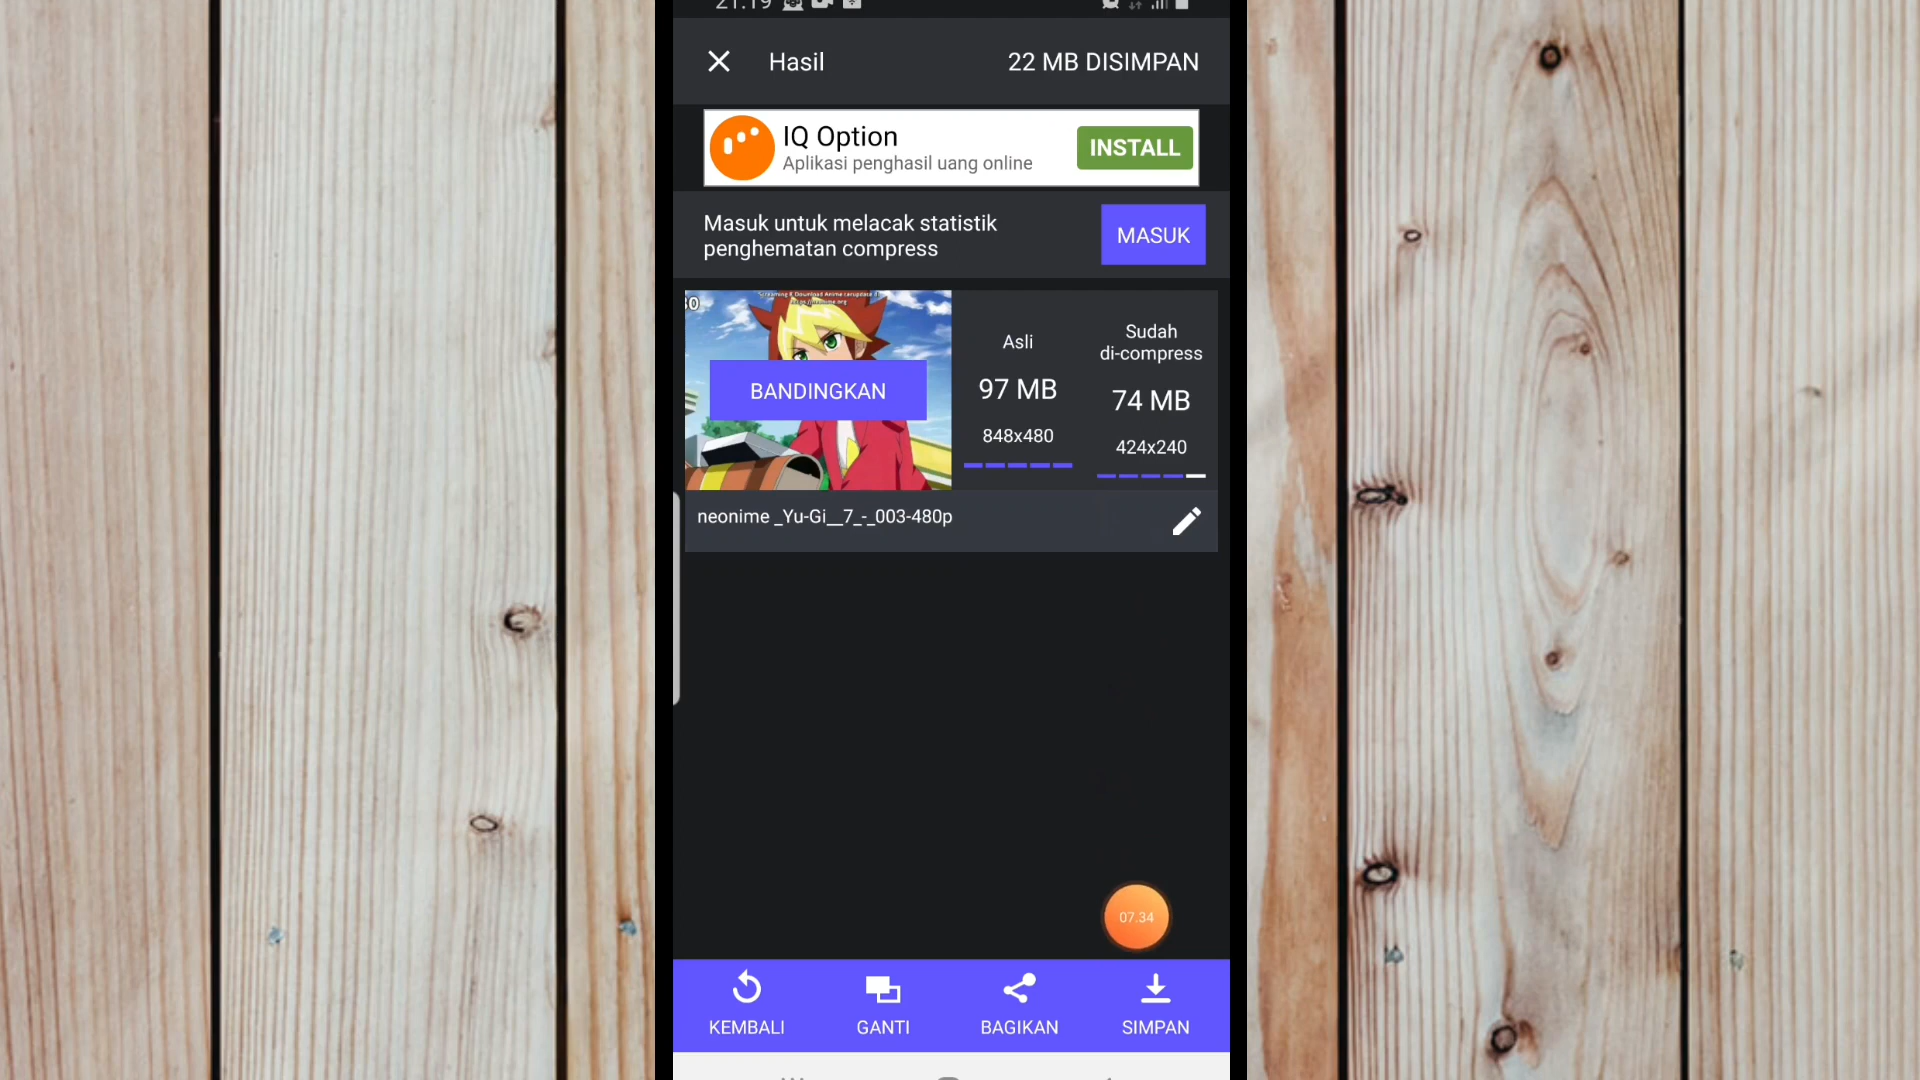 21.19
Hasil
22 MB DISIMPAN
IQ Option
Aplikasi penghasil uang online
INSTALL
Masuk untuk melacak statistik
penghematan compress
MASUK
BANDINGKAN
Asli
97 MB
848x480
Sudah
di-compress
74 MB
424x240
neonime _Yu-Gi__7_-_003-480p
07.34
KEMBALI
GANTI
BAGIKAN
SIMPAN